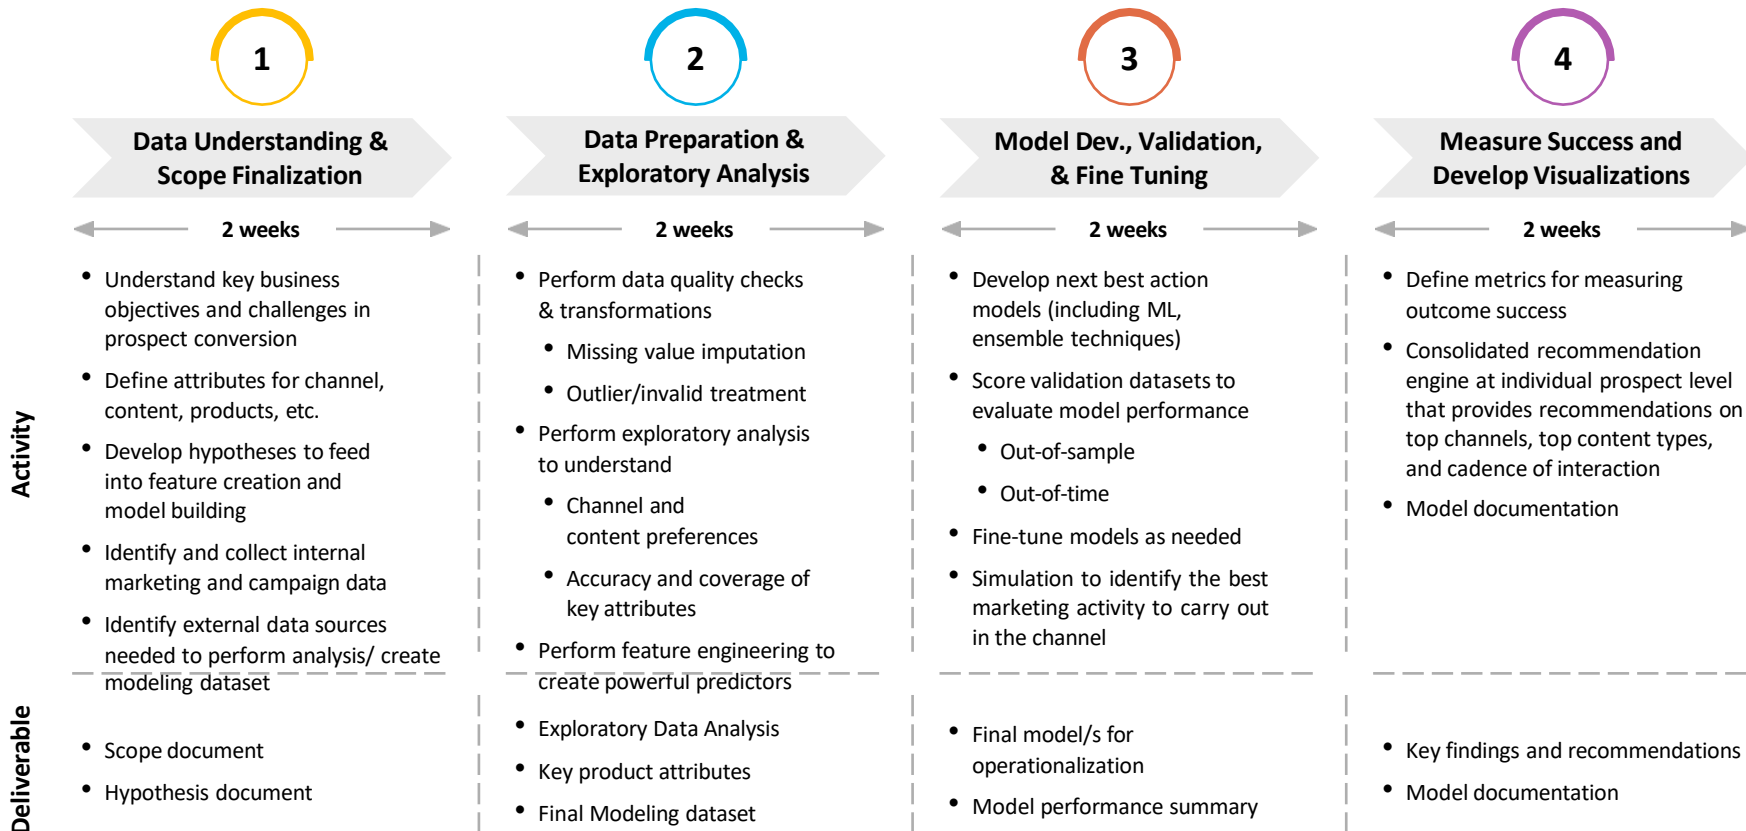 1
Data Understanding &
Scope Finalization
2 weeks
2
Data Preparation &
Exploratory Analysis
2 weeks
3
Model Dev., Validation,
& Fine Tuning
2 weeks
4
Measure Success and
Develop Visualizations
2 weeks
Activity
• Understand key business
objectives and challenges in
prospect conversion
• Define attributes for channel,
content, products, etc.
• Develop hypotheses to feed
into feature creation and
model building
• Identify and collect internal
marketing and campaign data
• Identify external data sources
needed to perform analysis/ create
modeling dataset
• Perform data quality checks
& transformations
• Missing value imputation
• Outlier/invalid treatment
• Perform exploratory analysis
to understand
• Channel and
content preferences
• Accuracy and coverage of
key attributes
• Perform feature engineering to
create powerful predictors
• Develop next best action
models (including ML,
ensemble techniques)
• Score validation datasets to
evaluate model performance
• Out-of-sample
• Out-of-time
• Fine-tune models as needed
• Simulation to identify the best
marketing activity to carry out
in the channel
• Define metrics for measuring
outcome success
• Consolidated recommendation
engine at individual prospect level
that provides recommendations on
top channels, top content types,
and cadence of interaction
• Model documentation
Deliverable
• Scope document
• Hypothesis document
• Exploratory Data Analysis
• Key product attributes
• Final Modeling dataset
• Final model/s for
operationalization
• Model performance summary
• Key findings and recommendations
• Model documentation